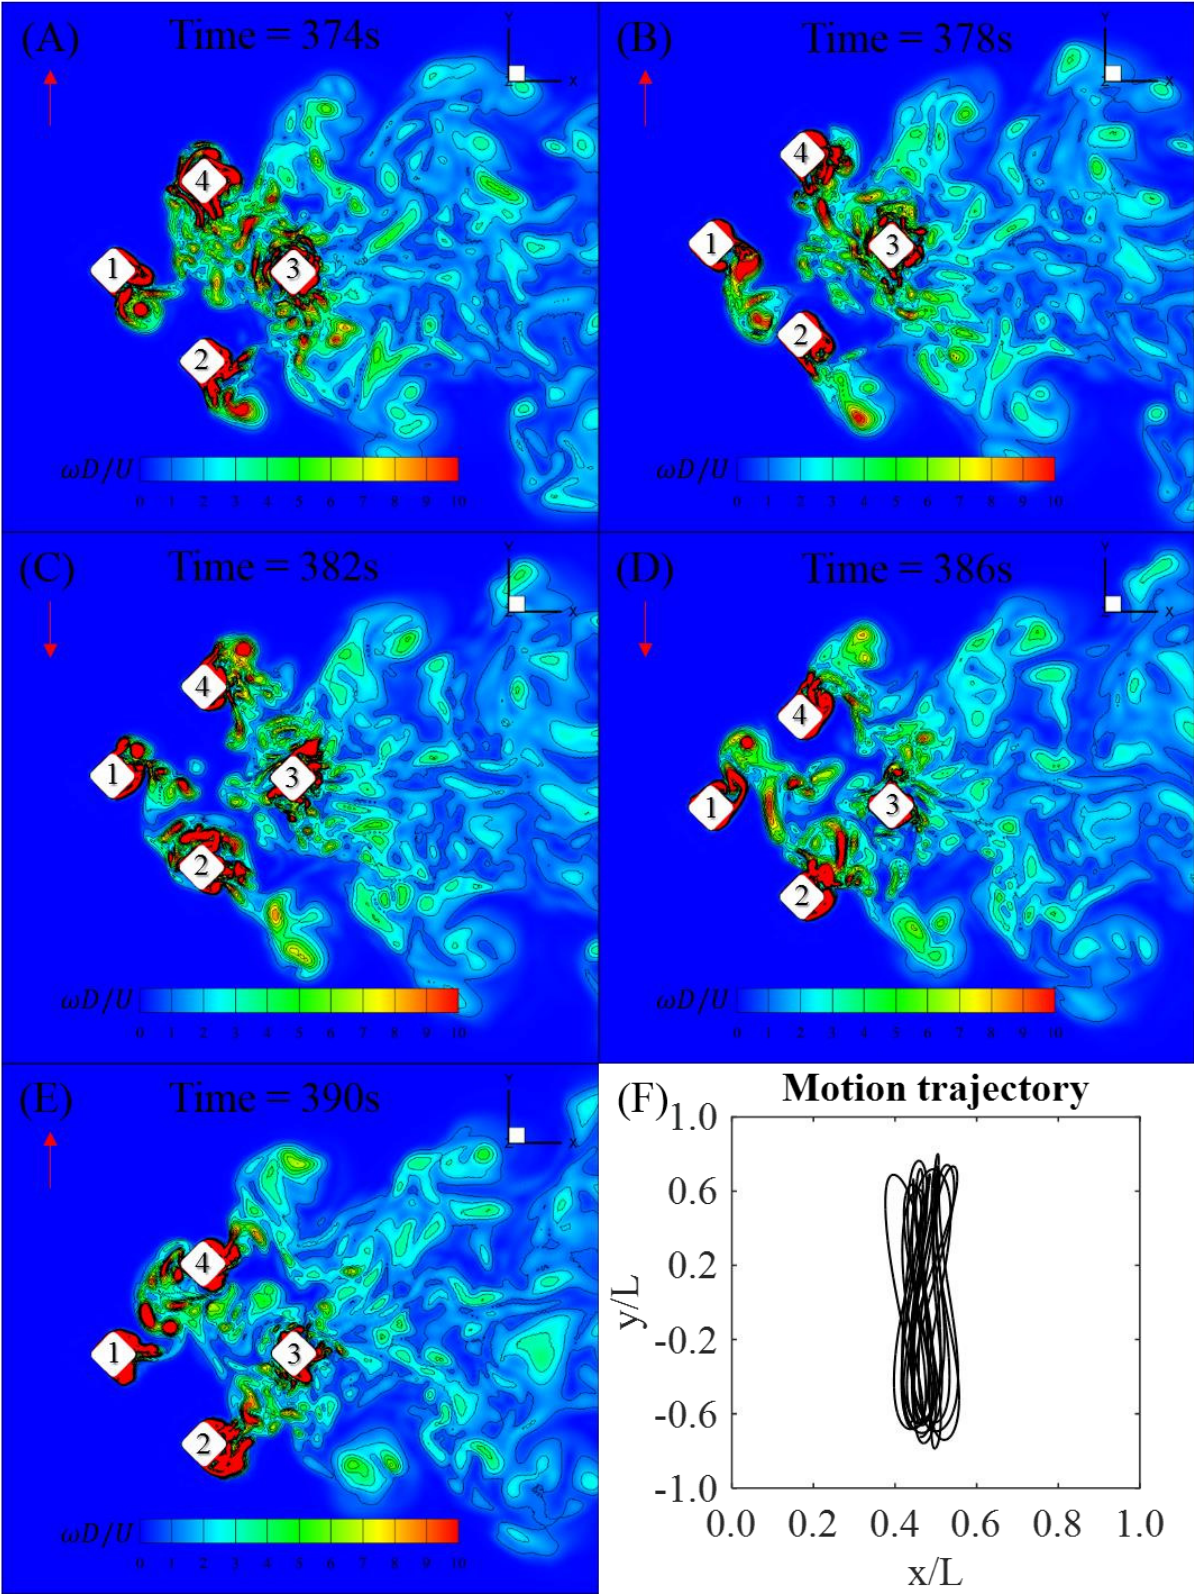 (A) Time = 374s
Y
X
4
1
3
2
ωD/U
0 1 2 3 4 5 6 7 8 9 10
(B) Time = 378s
Y
X
4
1
3
2
ωD/U
0 1 2 3 4 5 6 7 8 9 10
(C) Time = 382s
Y
X
4
1
3
2
ωD/U
0 1 2 3 4 5 6 7 8 9 10
(D) Time = 386s
Y
X
4
1
3
2
ωD/U
0 1 2 3 4 5 6 7 8 9 10
(E) Time = 390s
Y
X
4
1
3
2
ωD/U
0 1 2 3 4 5 6 7 8 9 10
(F) Motion trajectory
1.0
0.6
0.2
-0.2
-0.6
-1.0
y/L
0.0 0.2 0.4 0.6 0.8 1.0
x/L